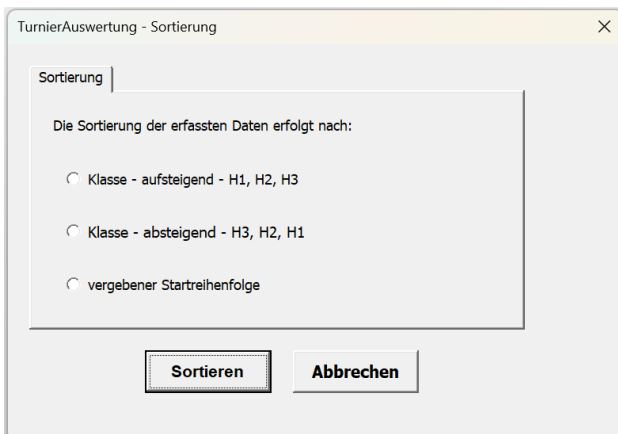 TurnierAuswertung - Sortierung
Sortierung
Die Sortierung der erfassten Daten erfolgt nach:
Klasse - aufsteigend - H1, H2, H3
Klasse - absteigend - H3, H2, H1
vergebener Startreihenfolge
Sortieren Abbrechen